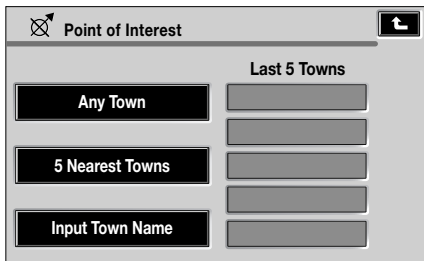 Point of Interest
Last 5 Towns
Any Town
5 Nearest Towns
Input Town Name